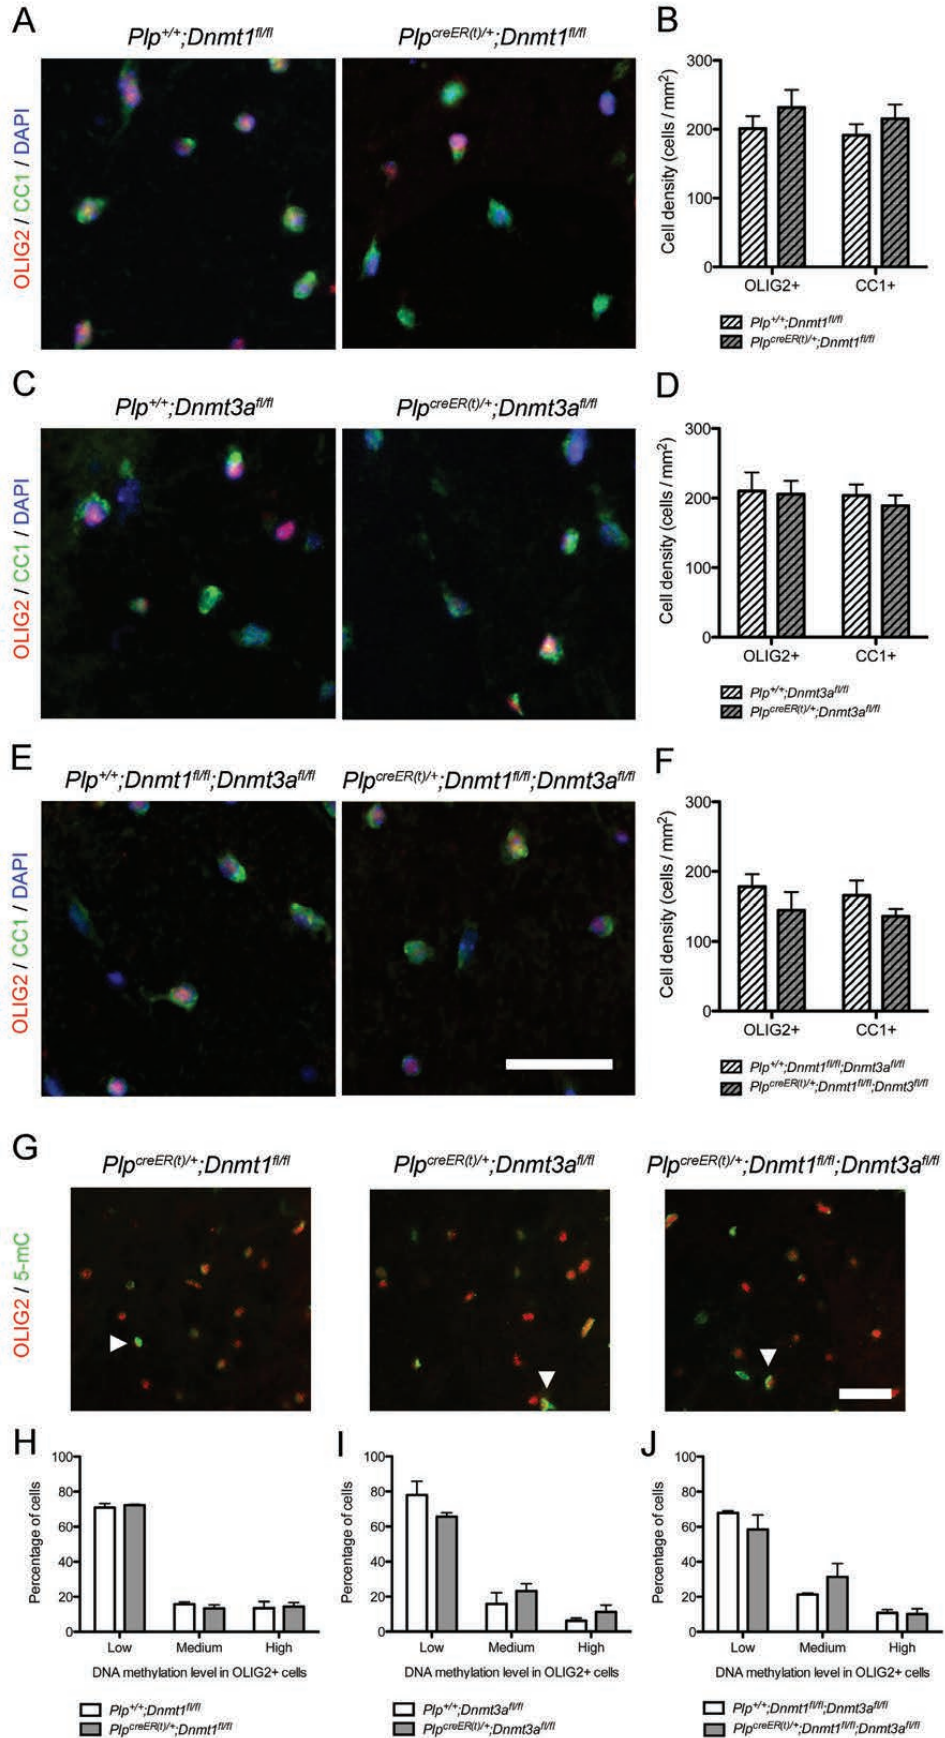 A
Plp+/+;Dnmt1fl/fl
PlpcreER(t)/+;Dnmt1fl/fl
OLIG2 / CC1 / DAPI
B
Cell density (cells / mm²)
300
200
100
0
OLIG2+ CC1+
Plp+/+;Dnmt1fl/fl
PlpcreER(t)/+;Dnmt1fl/fl
C
Plp+/+;Dnmt3afl/fl
PlpcreER(t)/+;Dnmt3afl/fl
OLIG2 / CC1 / DAPI
D
Cell density (cells / mm²)
300
200
100
0
OLIG2+ CC1+
Plp+/+;Dnmt3afl/fl
PlpcreER(t)/+;Dnmt3afl/fl
E
Plp+/+;Dnmt1fl/fl;Dnmt3afl/fl
PlpcreER(t)/+;Dnmt1fl/fl;Dnmt3afl/fl
OLIG2 / CC1 / DAPI
F
Cell density (cells / mm²)
300
200
100
0
OLIG2+ CC1+
Plp+/+;Dnmt1fl/fl;Dnmt3afl/fl
PlpcreER(t)/+;Dnmt1fl/fl;Dnmt3fl/fl
G
PlpcreER(t)/+;Dnmt1fl/fl
PlpcreER(t)/+;Dnmt3afl/fl
PlpcreER(t)/+;Dnmt1fl/fl;Dnmt3afl/fl
OLIG2 / 5-mC
H
Percentage of cells
100
80
60
40
20
0
Low Medium High
DNA methylation level in OLIG2+ cells
Plp+/+;Dnmt1fl/fl
PlpcreER(t)/+;Dnmt1fl/fl
I
Percentage of cells
100
80
60
40
20
0
Low Medium High
DNA methylation level in OLIG2+ cells
Plp+/+;Dnmt3afl/fl
PlpcreER(t)/+;Dnmt3afl/fl
J
Percentage of cells
100
80
60
40
20
0
Low Medium High
DNA methylation level in OLIG2+ cells
Plp+/+;Dnmt1fl/fl;Dnmt3afl/fl
PlpcreER(t)/+;Dnmt1fl/fl;Dnmt3afl/fl